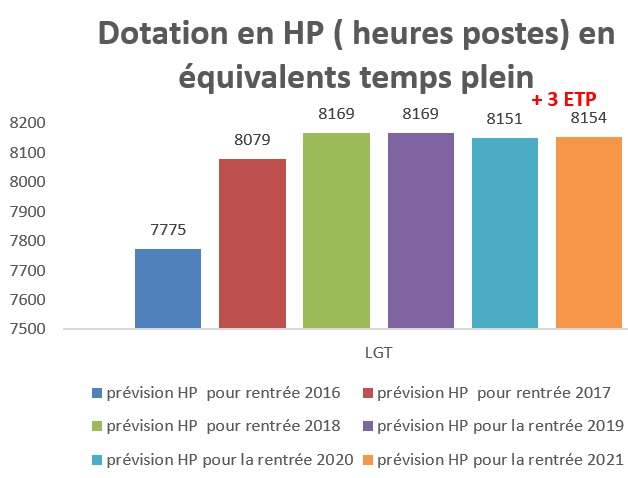 Dotation en HP ( heures postes) en
équivalents temps plein
+ 3 ETP
8200
8100
8000
7900
7800
7700
7600
7500
7775
8079
8169
8169
8151
8154
LGT
prévision HP  pour rentrée 2016
prévision HP  pour rentrée 2017
prévision HP  pour rentrée 2018
prévision HP pour la rentrée 2019
prévision HP pour la rentrée 2020
prévision HP pour la rentrée 2021